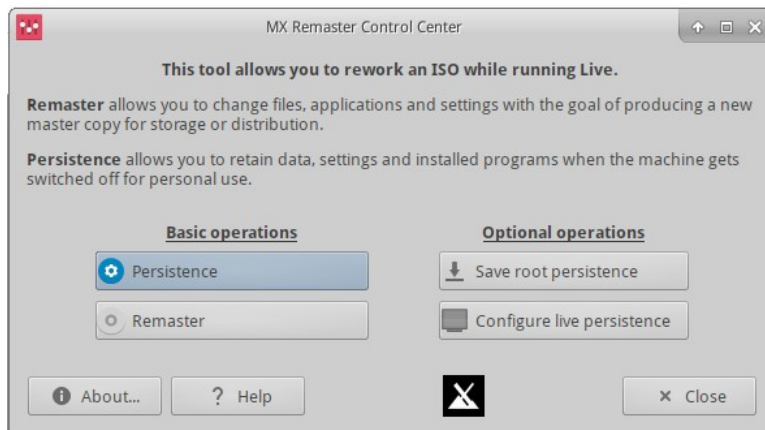 MX Remaster Control Center
This tool allows you to rework an ISO while running Live.
Remaster allows you to change files, applications and settings with the goal of producing a new
master copy for storage or distribution.
Persistence allows you to retain data, settings and installed programs when the machine gets
switched off for personal use.
Basic operations
Optional operations
Persistence
Save root persistence
Remaster
Configure live persistence
About...
? Help
Close